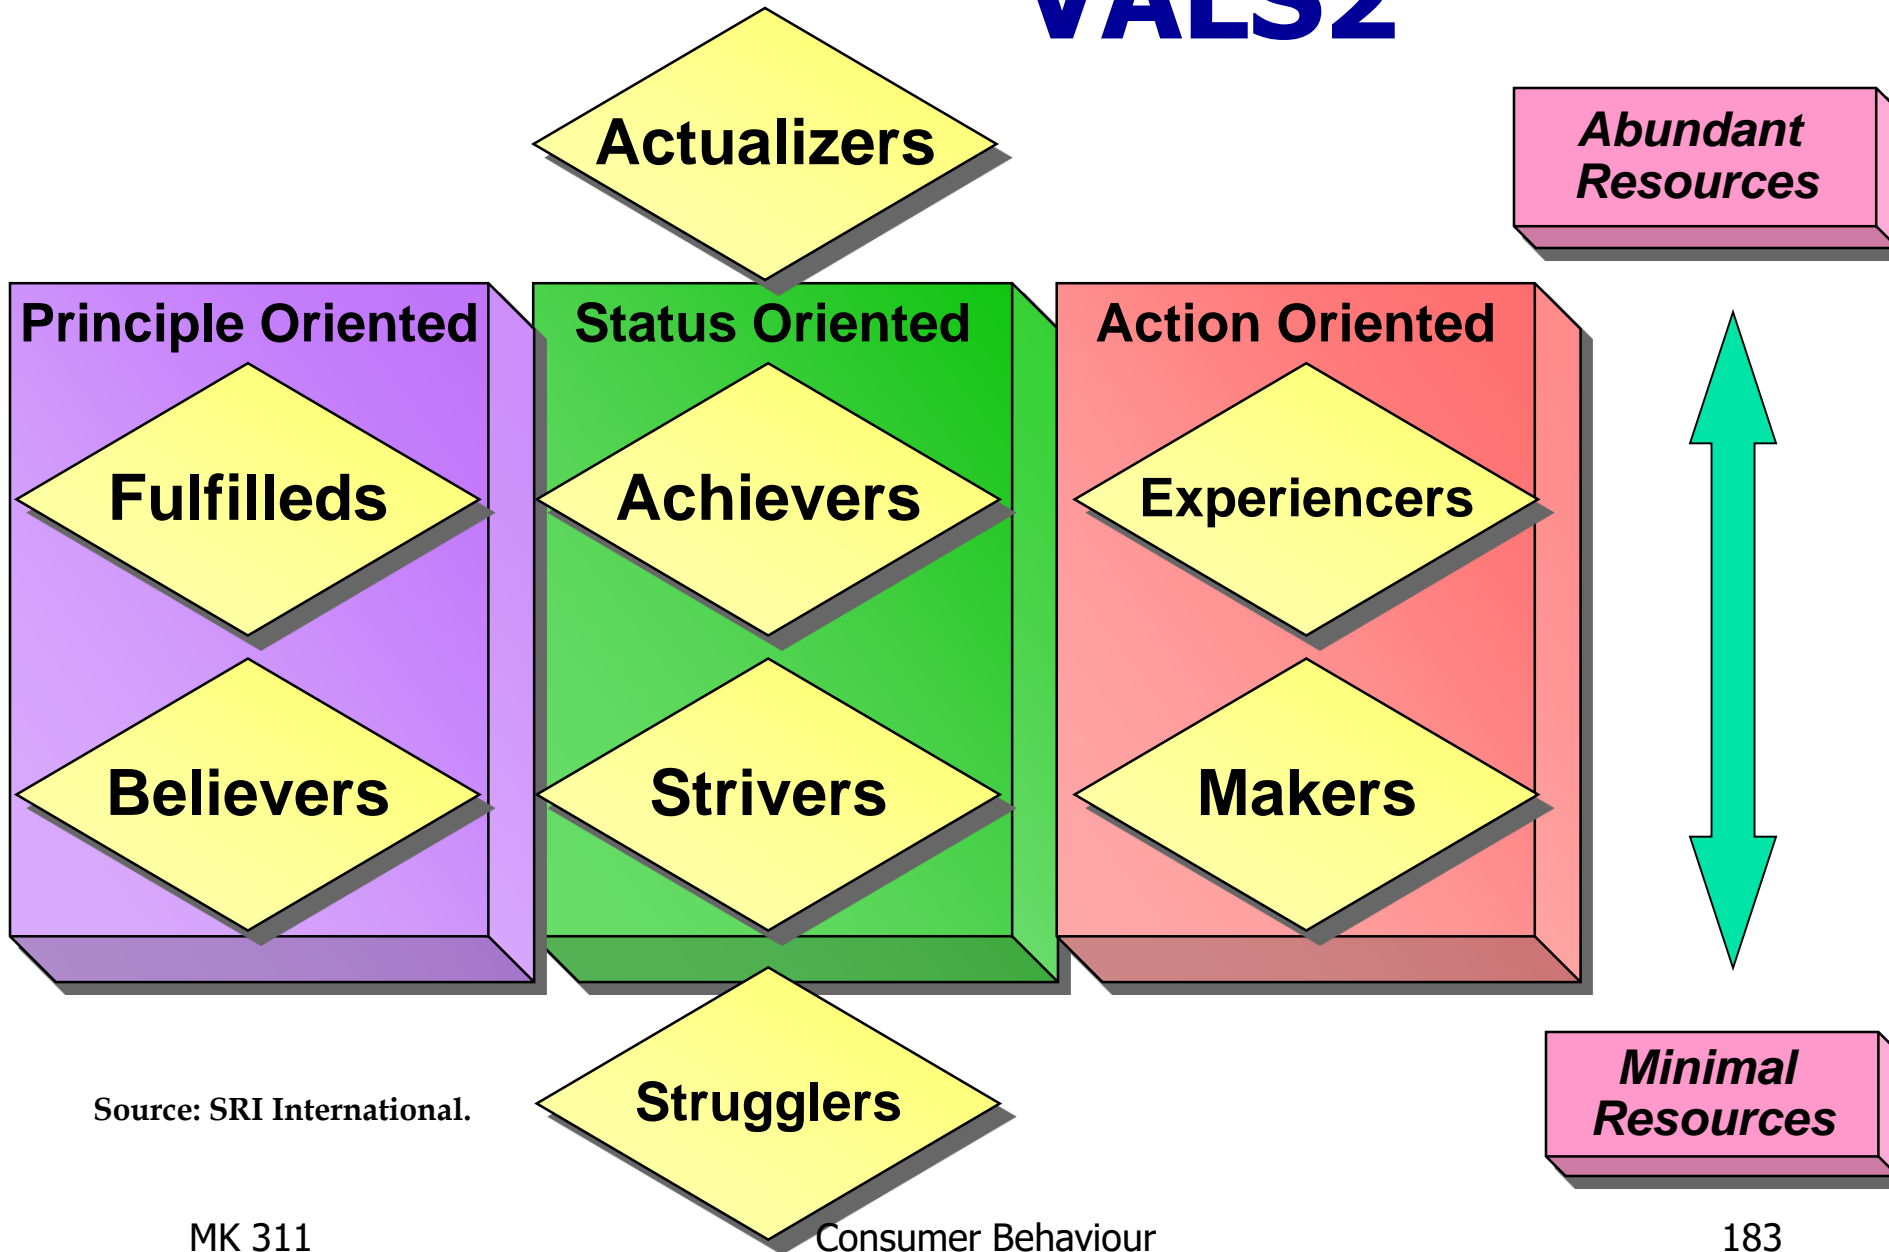 VALS2
Actualizers
Abundant
Resources
Principle Oriented
Status Oriented
Action Oriented
Fulfilleds
Achievers
Experiencers
Believers
Strivers
Makers
Strugglers
Minimal
Resources
Source: SRI International.
MK 311
Consumer Behaviour
183